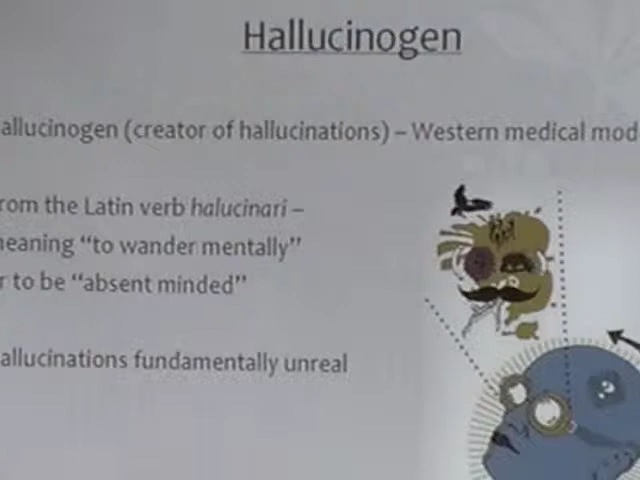 Hallucinogen
allucinogen (creator of hallucinations) – Western medical mod
rom the Latin verb halucinari –
meaning “to wander mentally”
r to be “absent minded”
allucinations fundamentally unreal